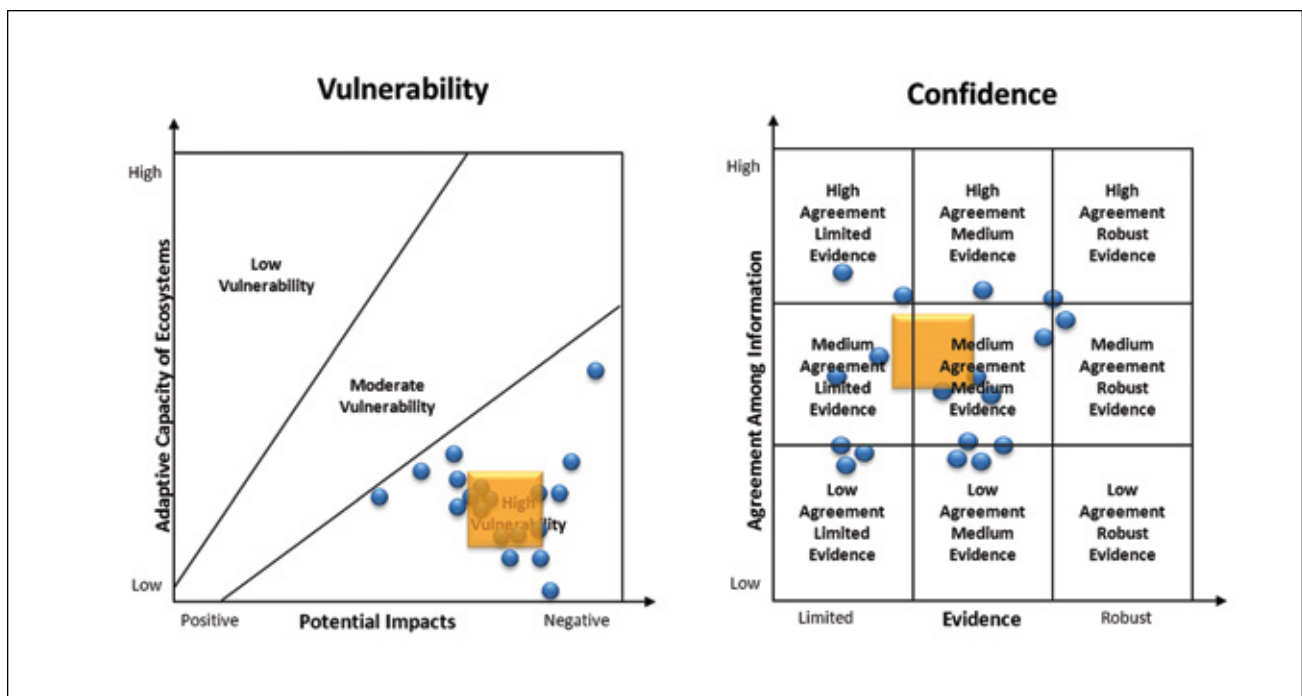 Vulnerability
High
Adaptive Capacity of Ecosystems
Low
Vulnerability
Moderate
Vulnerability
High
Vulnerability
Low
Positive
Potential Impacts
Negative
Confidence
High
Agreement Among Information
High
Agreement
Limited
Evidence
High
Agreement
Medium
Evidence
High
Agreement
Robust
Evidence
Medium
Agreement
Limited
Evidence
Medium
Agreement
Medium
Evidence
Medium
Agreement
Robust
Evidence
Low
Agreement
Limited
Evidence
Low
Agreement
Medium
Evidence
Low
Agreement
Robust
Evidence
Low
Limited
Evidence
Robust